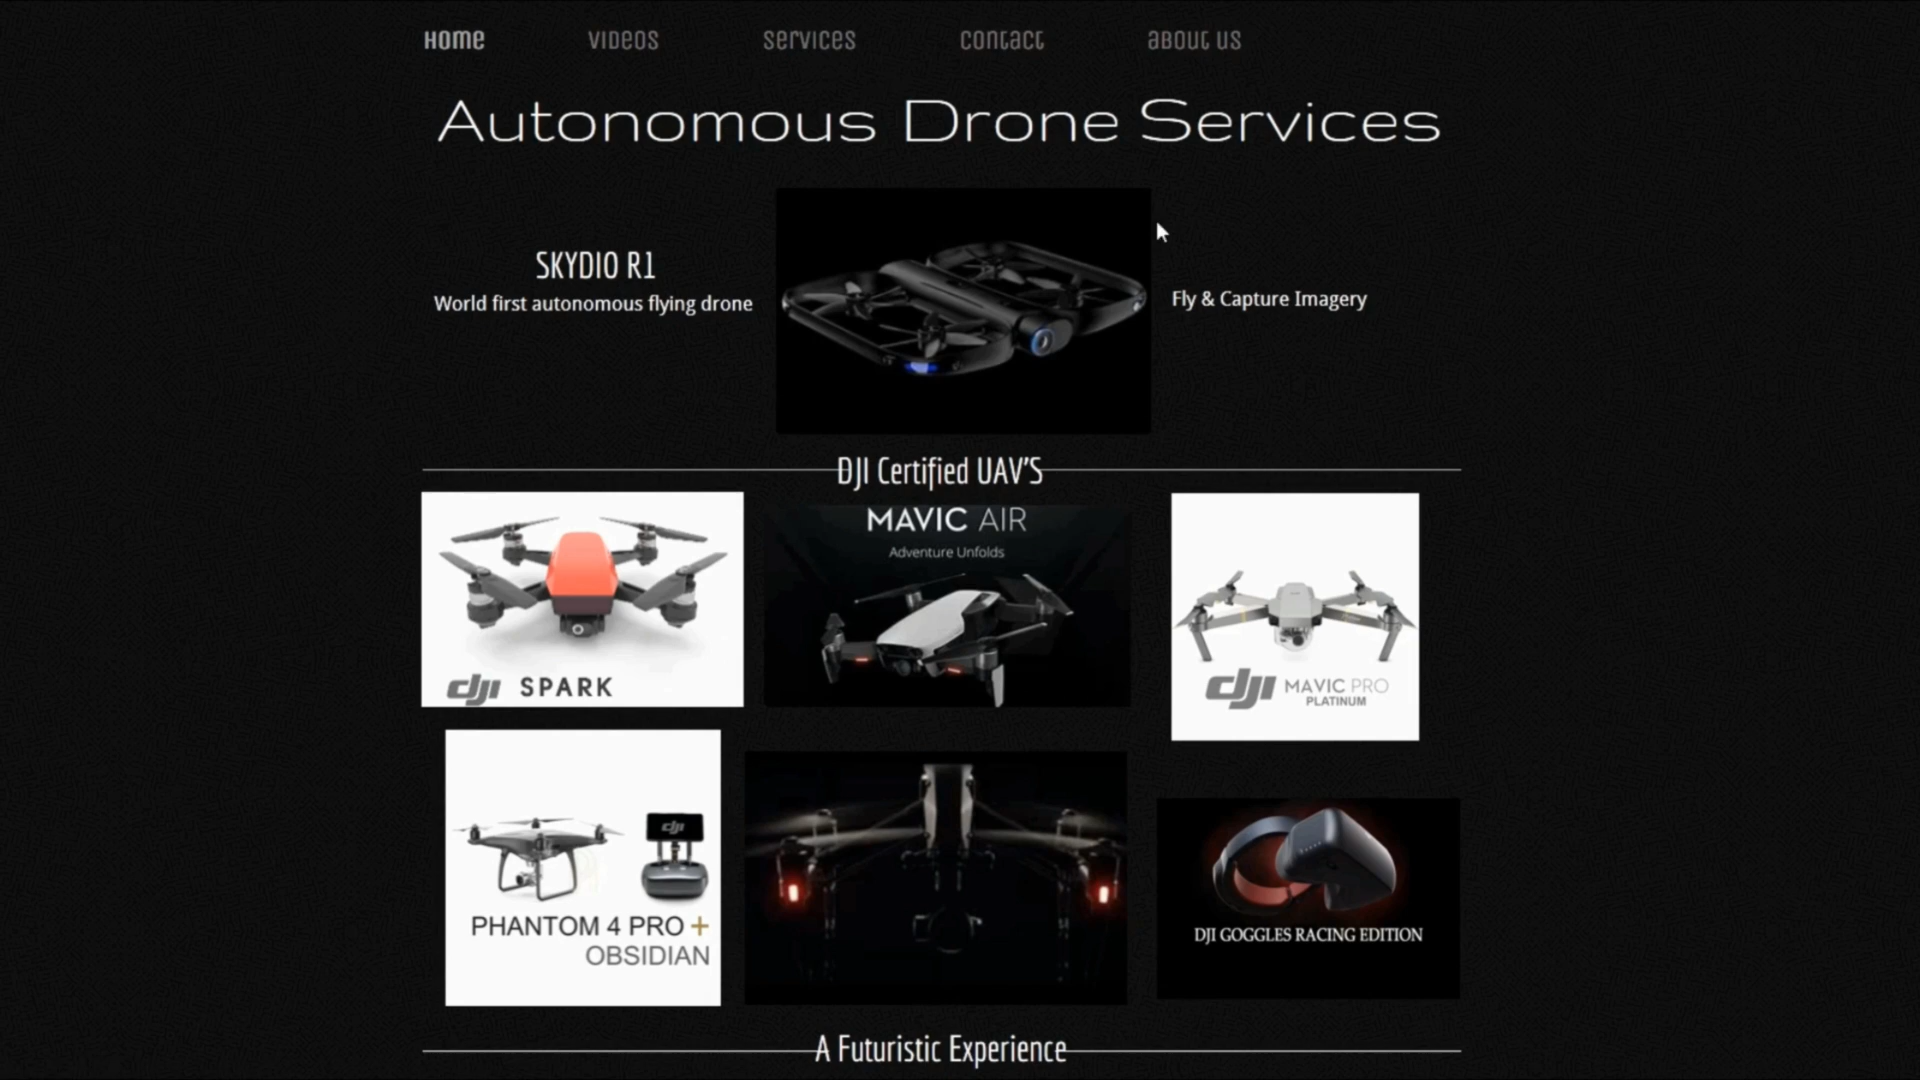 Home
Videos
Services
Contact
About Us
Autonomous Drone Services
SKYDIO R1
World first autonomous flying drone
Fly & Capture Imagery
DJI Certified UAV'S
dji SPARK
MAVIC AIR
Adventure Unfolds
dji MAVIC PRO
PLATINUM
dji
PHANTOM 4 PRO +
OBSIDIAN
DJI GOGGLES RACING EDITION
A Futuristic Experience